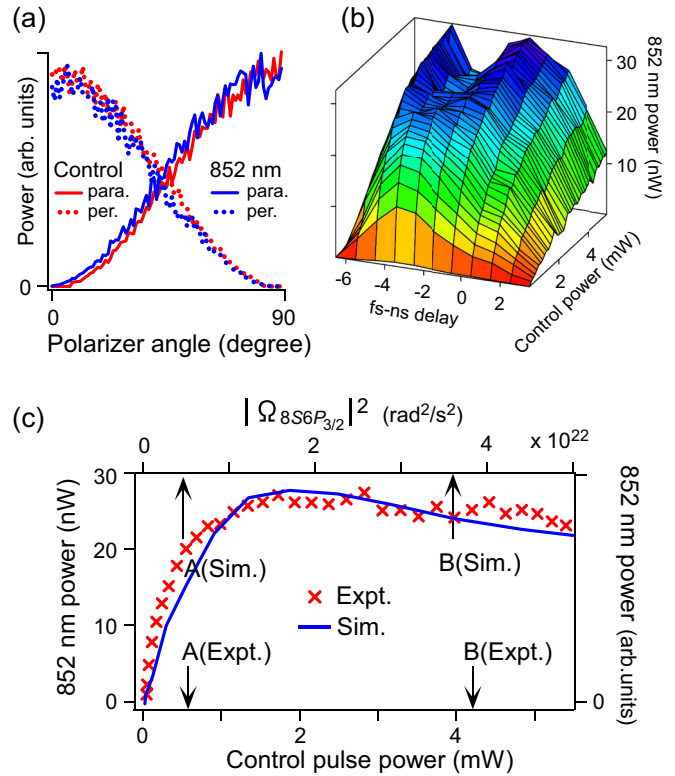 (a)
Power (arb. units)
0
Control
para.
per.
852 nm
para.
per.
0
90
Polarizer angle (degree)
(b)
852 nm power (nW)
30
20
10
-6
-4
-2
0
2
fs-ns delay
2
4
Control power (mW)
(c)
|Ω8S6P3/2|² (rad²/s²)
0
2
4
x 10²²
852 nm power (nW)
30
20
10
0
A(Sim.)
B(Sim.)
Expt.
Sim.
A(Expt.)
B(Expt.)
852 nm power (arb.units)
0
0
2
4
Control pulse power (mW)